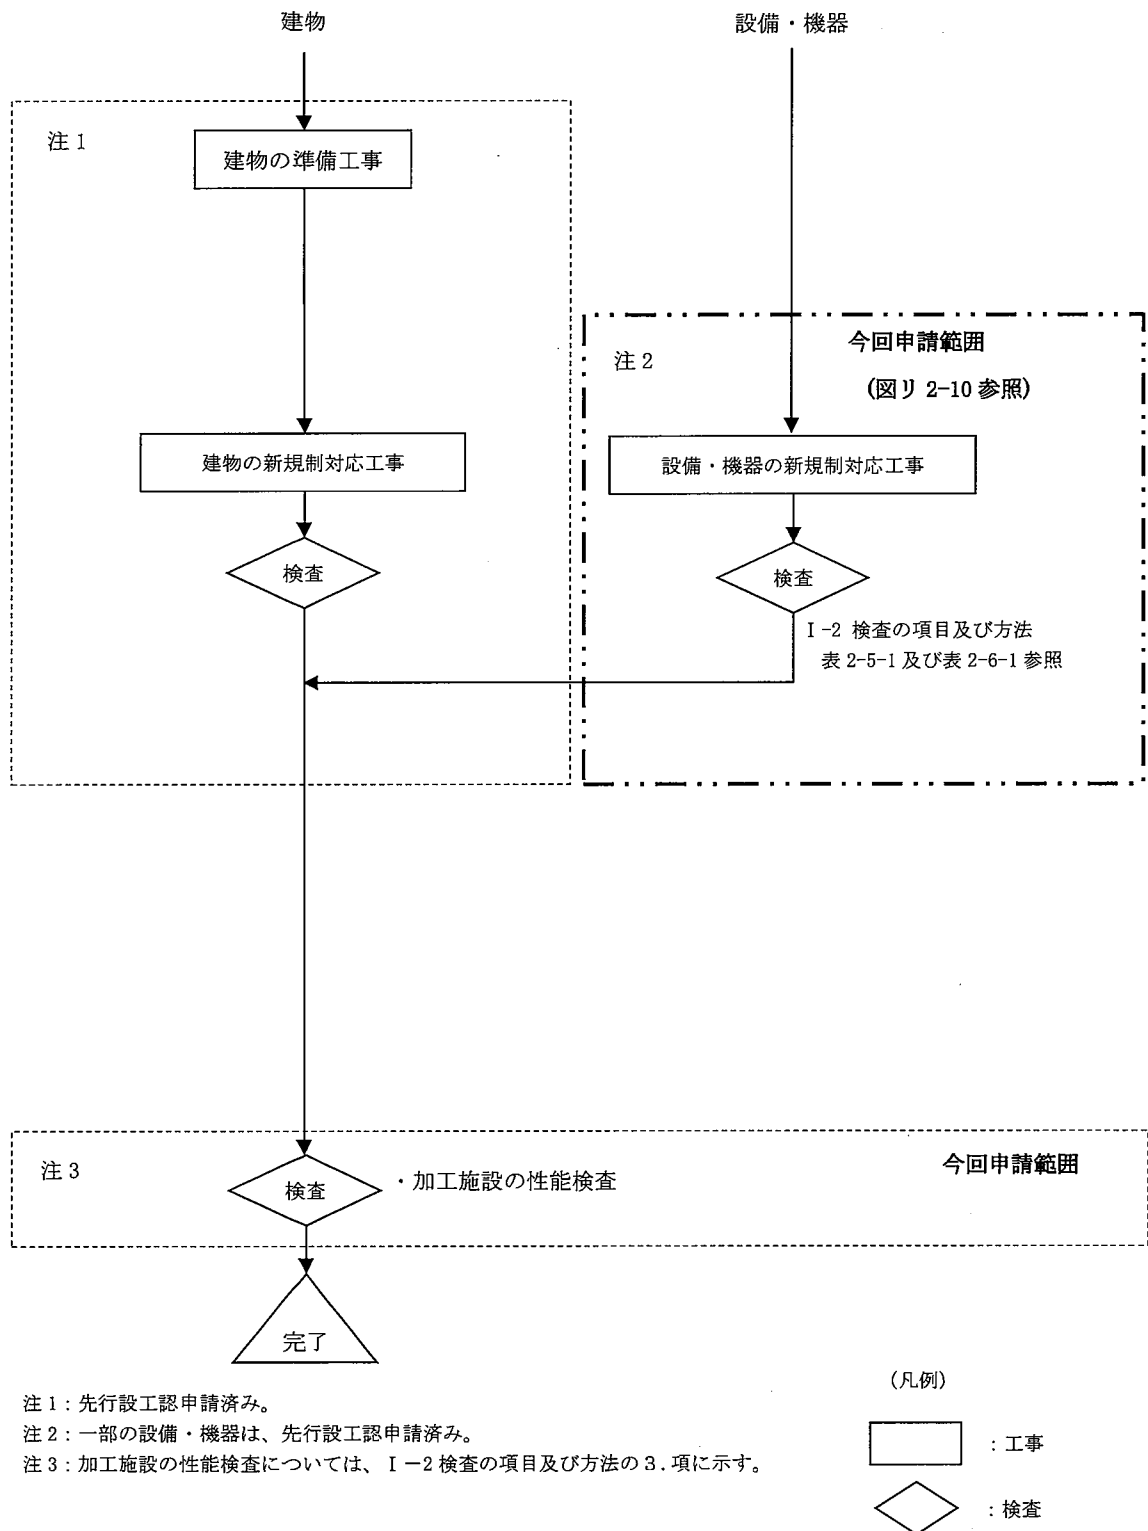 建物
設備・機器
注1
建物の準備工事
今回申請範囲
注2
(図リ 2-10 参照)
建物の新規制対応工事
設備・機器の新規制対応工事
検査
検査
Ⅰ-2 検査の項目及び方法
表 2-5-1 及び表 2-6-1 参照
注3
今回申請範囲
検査
・加工施設の性能検査
完了
注1：先行設工認申請済み。
注2：一部の設備・機器は、先行設工認申請済み。
注3：加工施設の性能検査については、Ⅰ－2 検査の項目及び方法の3.項に示す。
(凡例)
：工事
：検査